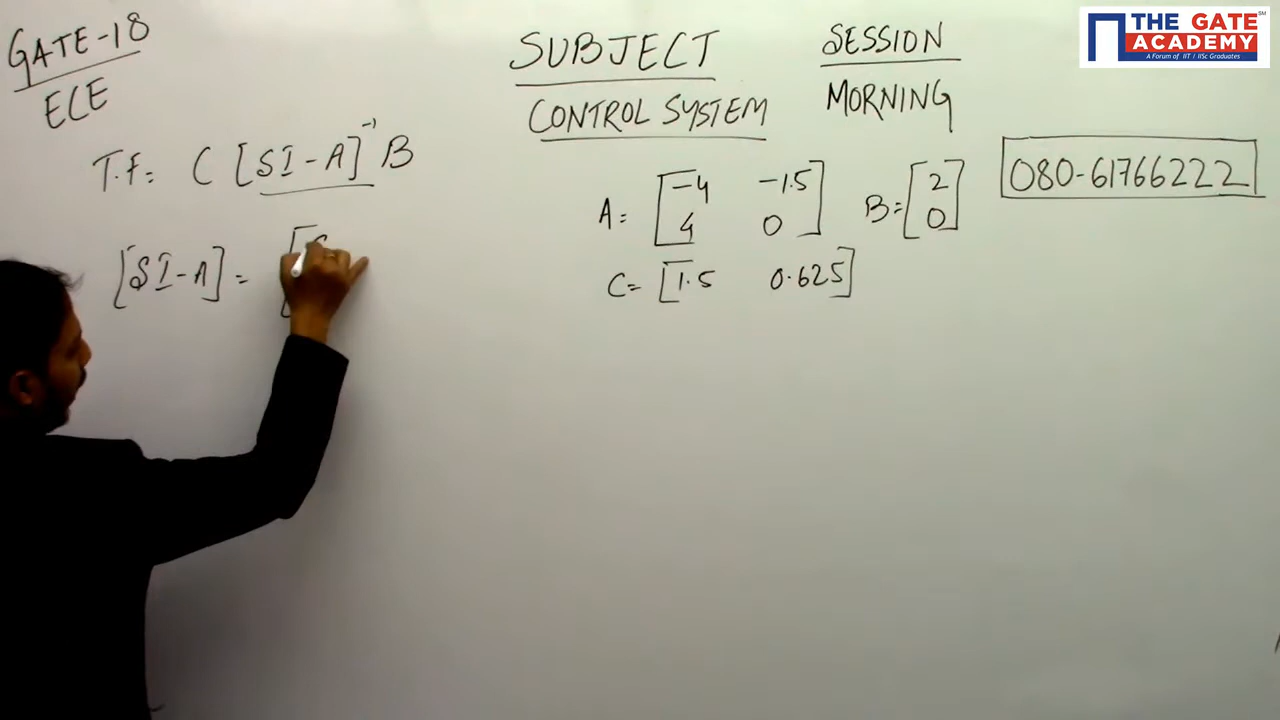 GATE-18
ECE
SUBJECT
CONTROL SYSTEM
SESSION
MORNING
THE GATE ACADEMY
A Forum of IIT / IISc Graduates
080-61766222
T.F= C [SI-A]⁻¹ B
[SI-A] = [
A= [-4 -1.5
4 0] B= [2
0]
C= [1.5 0.625]